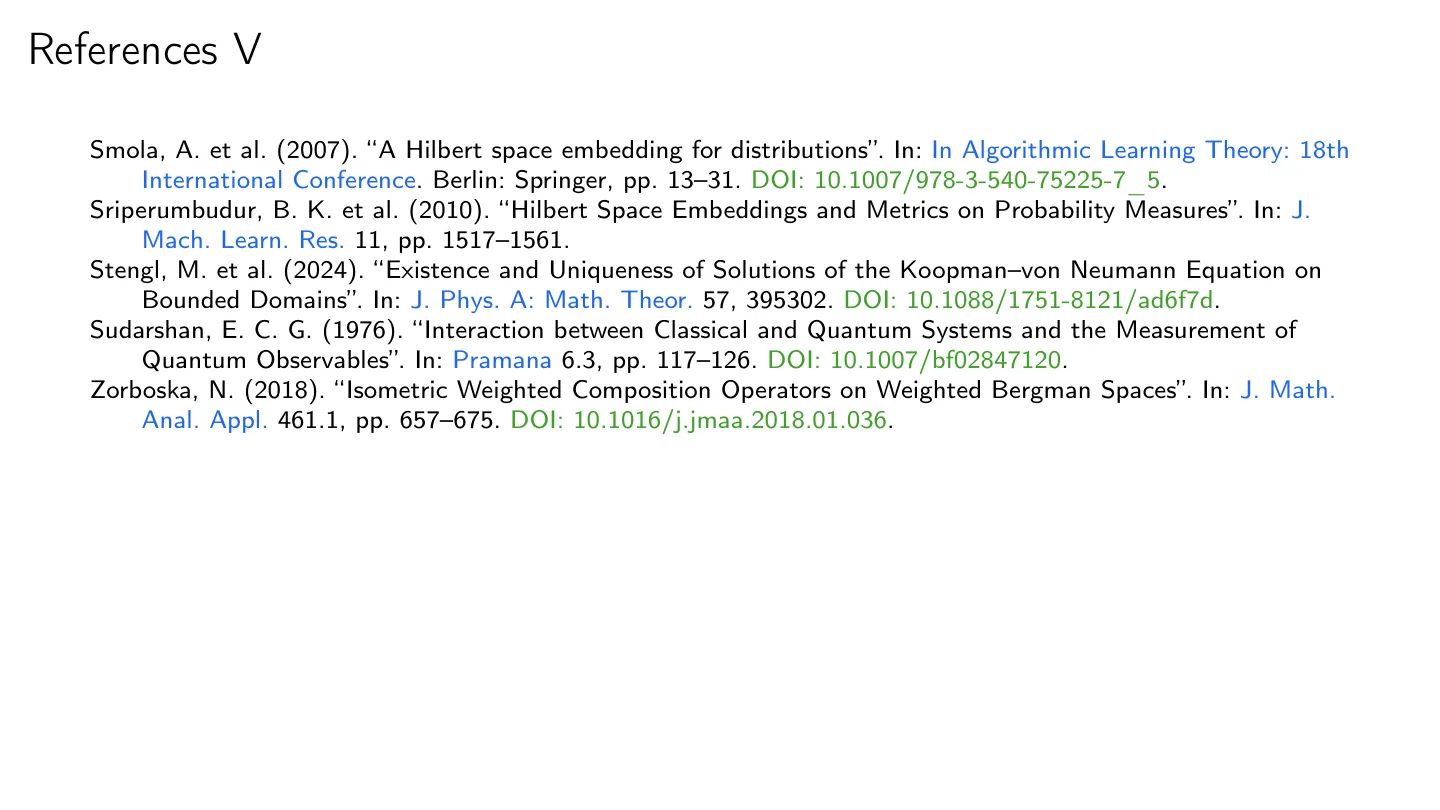 References V
Smola, A. et al. (2007). “A Hilbert space embedding for distributions”. In: In Algorithmic Learning Theory: 18th
International Conference. Berlin: Springer, pp. 13–31. DOI: 10.1007/978-3-540-75225-7_5.
Sriperumbudur, B. K. et al. (2010). “Hilbert Space Embeddings and Metrics on Probability Measures”. In: J.
Mach. Learn. Res. 11, pp. 1517–1561.
Stengl, M. et al. (2024). “Existence and Uniqueness of Solutions of the Koopman–von Neumann Equation on
Bounded Domains”. In: J. Phys. A: Math. Theor. 57, 395302. DOI: 10.1088/1751-8121/ad6f7d.
Sudarshan, E. C. G. (1976). “Interaction between Classical and Quantum Systems and the Measurement of
Quantum Observables”. In: Pramana 6.3, pp. 117–126. DOI: 10.1007/bf02847120.
Zorboska, N. (2018). “Isometric Weighted Composition Operators on Weighted Bergman Spaces”. In: J. Math.
Anal. Appl. 461.1, pp. 657–675. DOI: 10.1016/j.jmaa.2018.01.036.